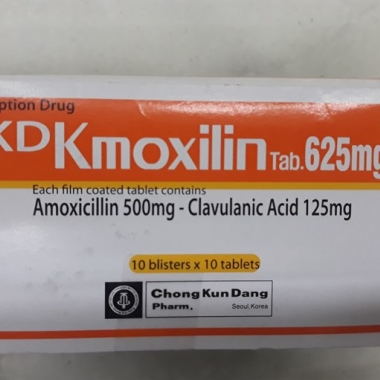 ption Drug
KDKmoxilin Tab.625mg
Each film coated tablet contains
Amoxicillin 500mg - Clavulanic Acid 125mg
10 blisters x 10 tablets
Chong Kun Dang
Pharm. Seoul, Korea